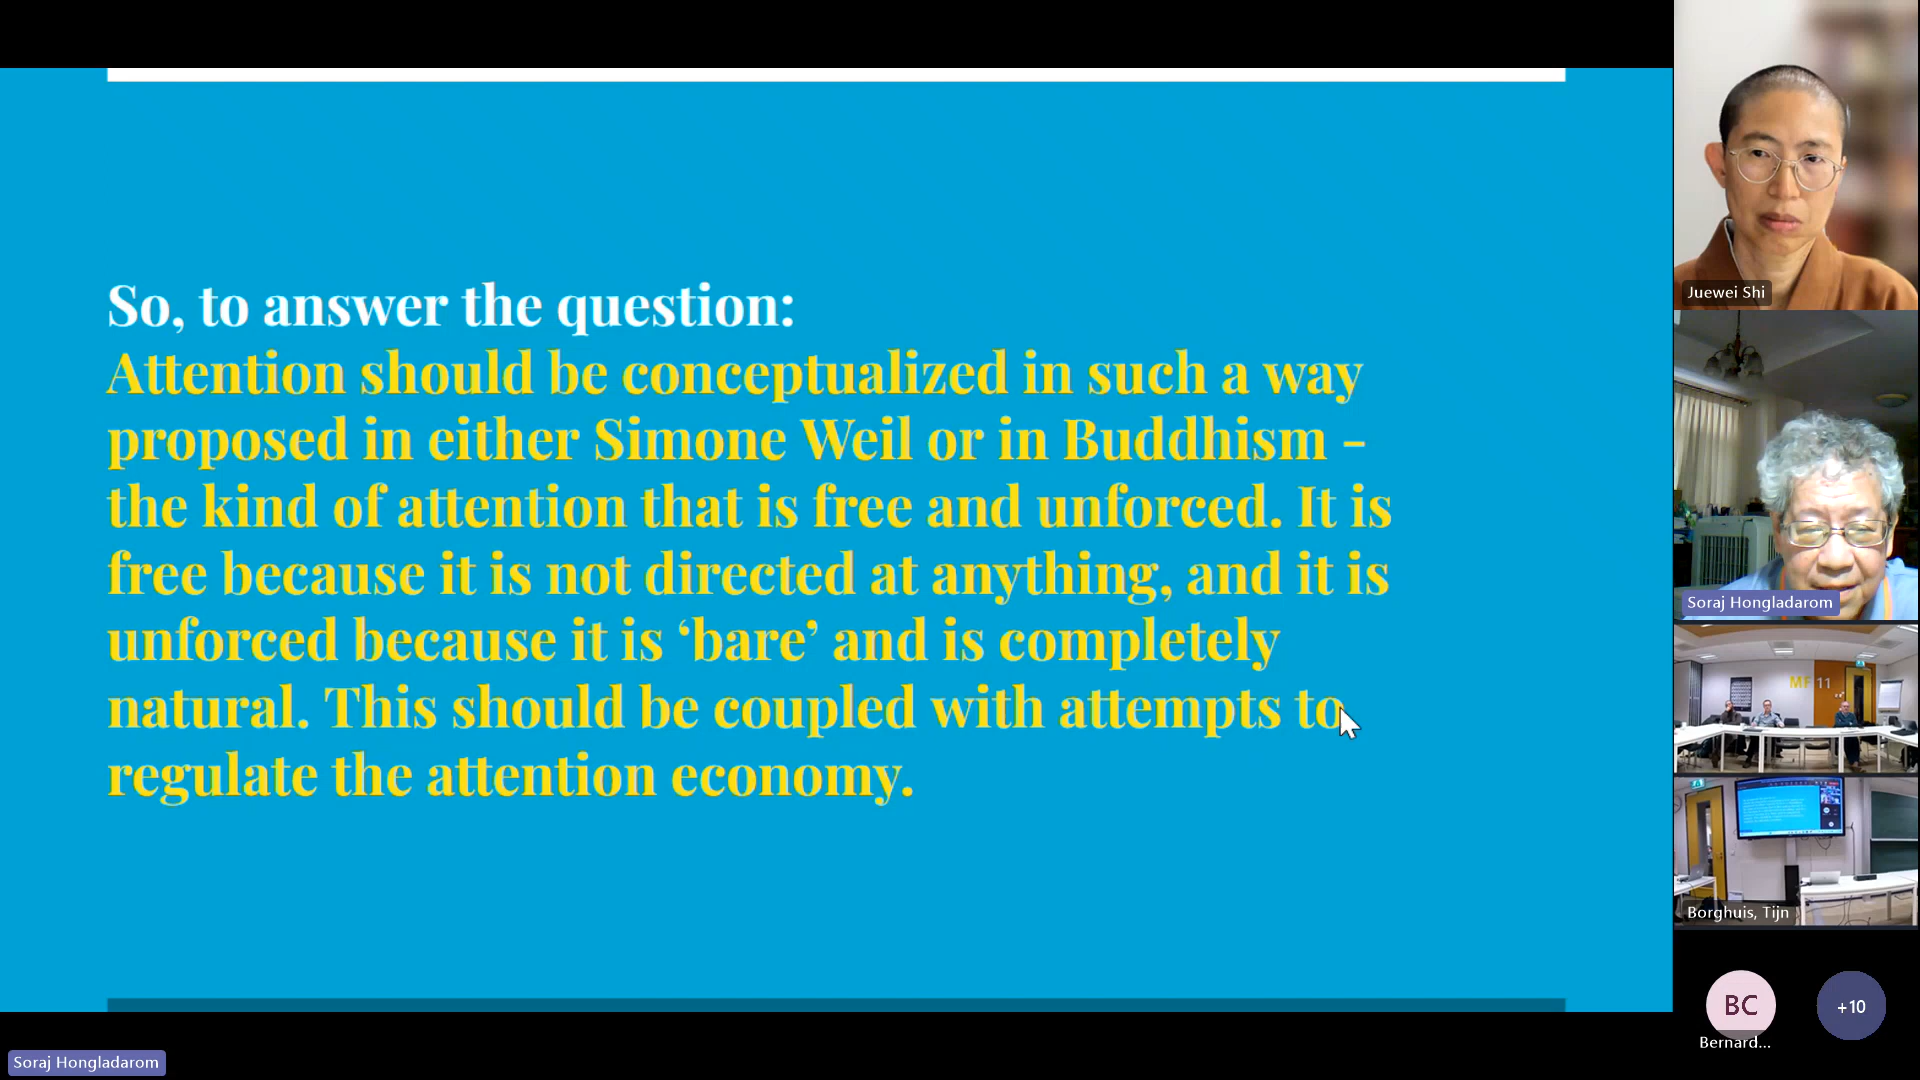 So, to answer the question:
Attention should be conceptualized in such a way
proposed in either Simone Weil or in Buddhism -
the kind of attention that is free and unforced. It is
free because it is not directed at anything, and it is
unforced because it is ‘bare’ and is completely
natural. This should be coupled with attempts to
regulate the attention economy.
Soraj Hongladarom
Juewei Shi
Soraj Hongladarom
MF 11
Borghuis, Tijn
BC
Bernard...
+10